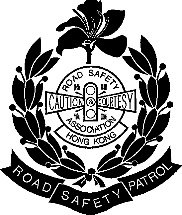 ROAD SAFETY
CAUTION COURTESY
ASSOCIATION
HONG KONG
ROAD SAFETY PATROL